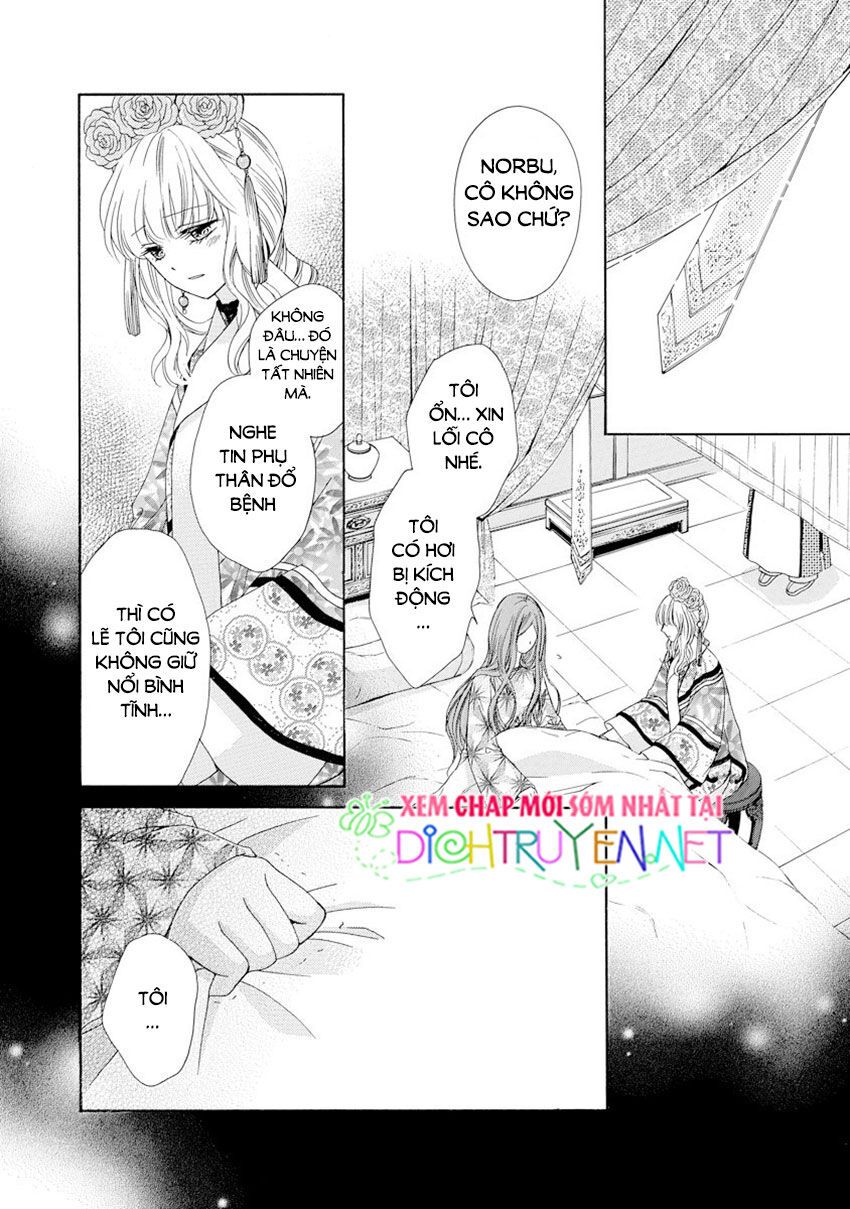 NORBU,
CÔ KHÔNG
SAO CHỨ?
TÔI
ỔN... XIN
LỖI CÔ
NHÉ.
TÔI
CÓ HƠI
BỊ KÍCH
ĐỘNG
...
KHÔNG
ĐÂU... ĐÓ
LÀ CHUYỆN
TẤT NHIÊN
MÀ.
NGHE
TIN PHỤ
THÂN ĐỔ
BỆNH
THÌ CÓ
LẼ TÔI CŨNG
KHÔNG GIỮ
NỔI BÌNH
TĨNH...
XEM CHAP MỚI SỚM NHẤT TẠI
DICHTRUYEN.NET
TÔI
...